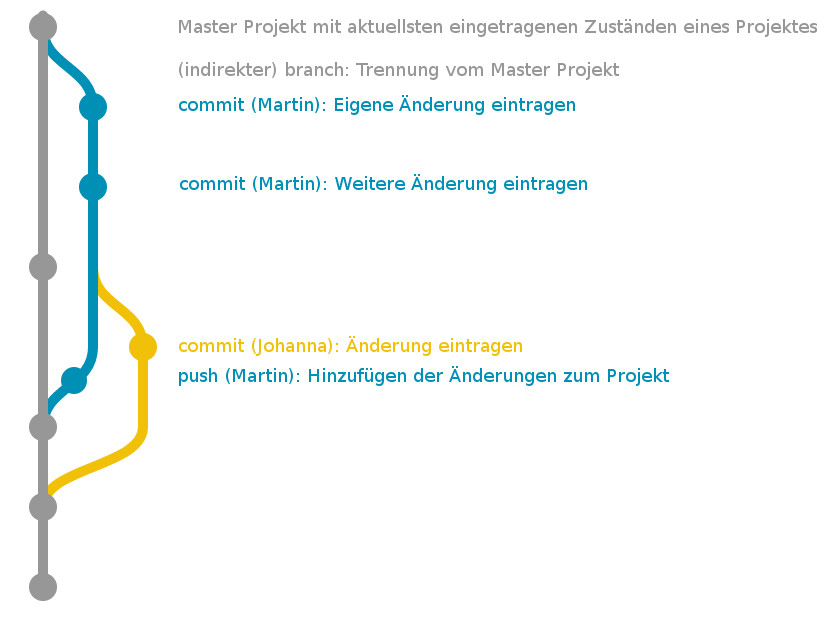 Master Projekt mit aktuellsten eingetragenen Zuständen eines Projektes
(indirekter) branch: Trennung vom Master Projekt
commit (Martin): Eigene Änderung eintragen
commit (Martin): Weitere Änderung eintragen
commit (Johanna): Änderung eintragen
push (Martin): Hinzufügen der Änderungen zum Projekt